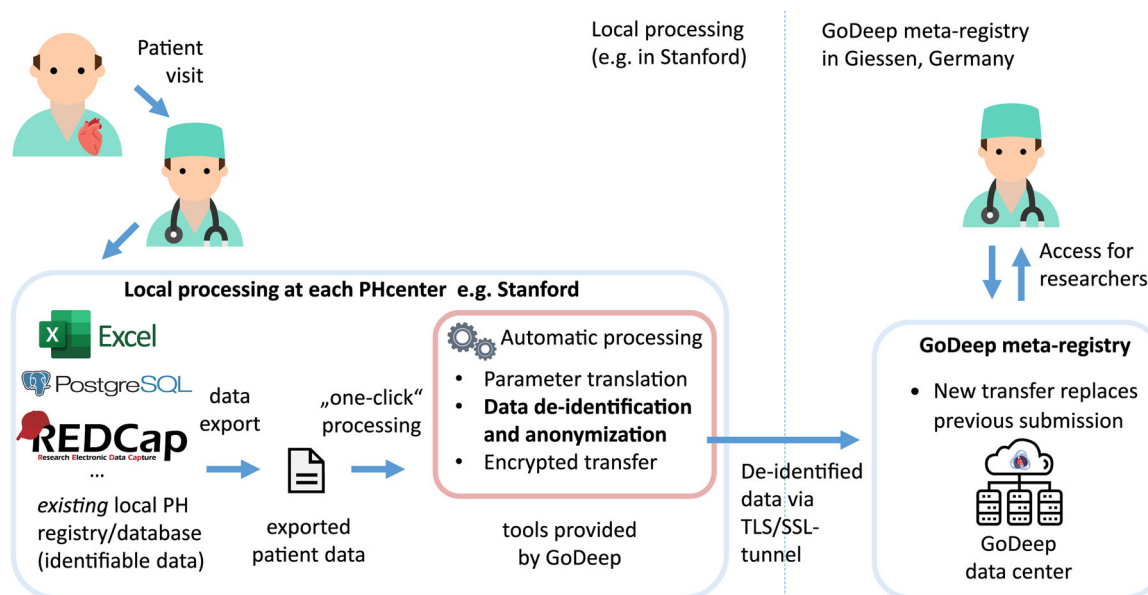 Patient
visit
Local processing
(e.g. in Stanford)
GoDeep meta-registry
in Giessen, Germany
Access for
researchers
Local processing at each PHcenter e.g. Stanford
X Excel
PostgreSQL
REDCap
Research Electronic Data Capture
...
existing local PH
registry/database
(identifiable data)
data
export
exported
patient data
„one-click“
processing
Automatic processing
• Parameter translation
• Data de-identification
and anonymization
• Encrypted transfer
tools provided
by GoDeep
De-identified
data via
TLS/SSL-
tunnel
GoDeep meta-registry
• New transfer replaces
previous submission
GoDeep
data center